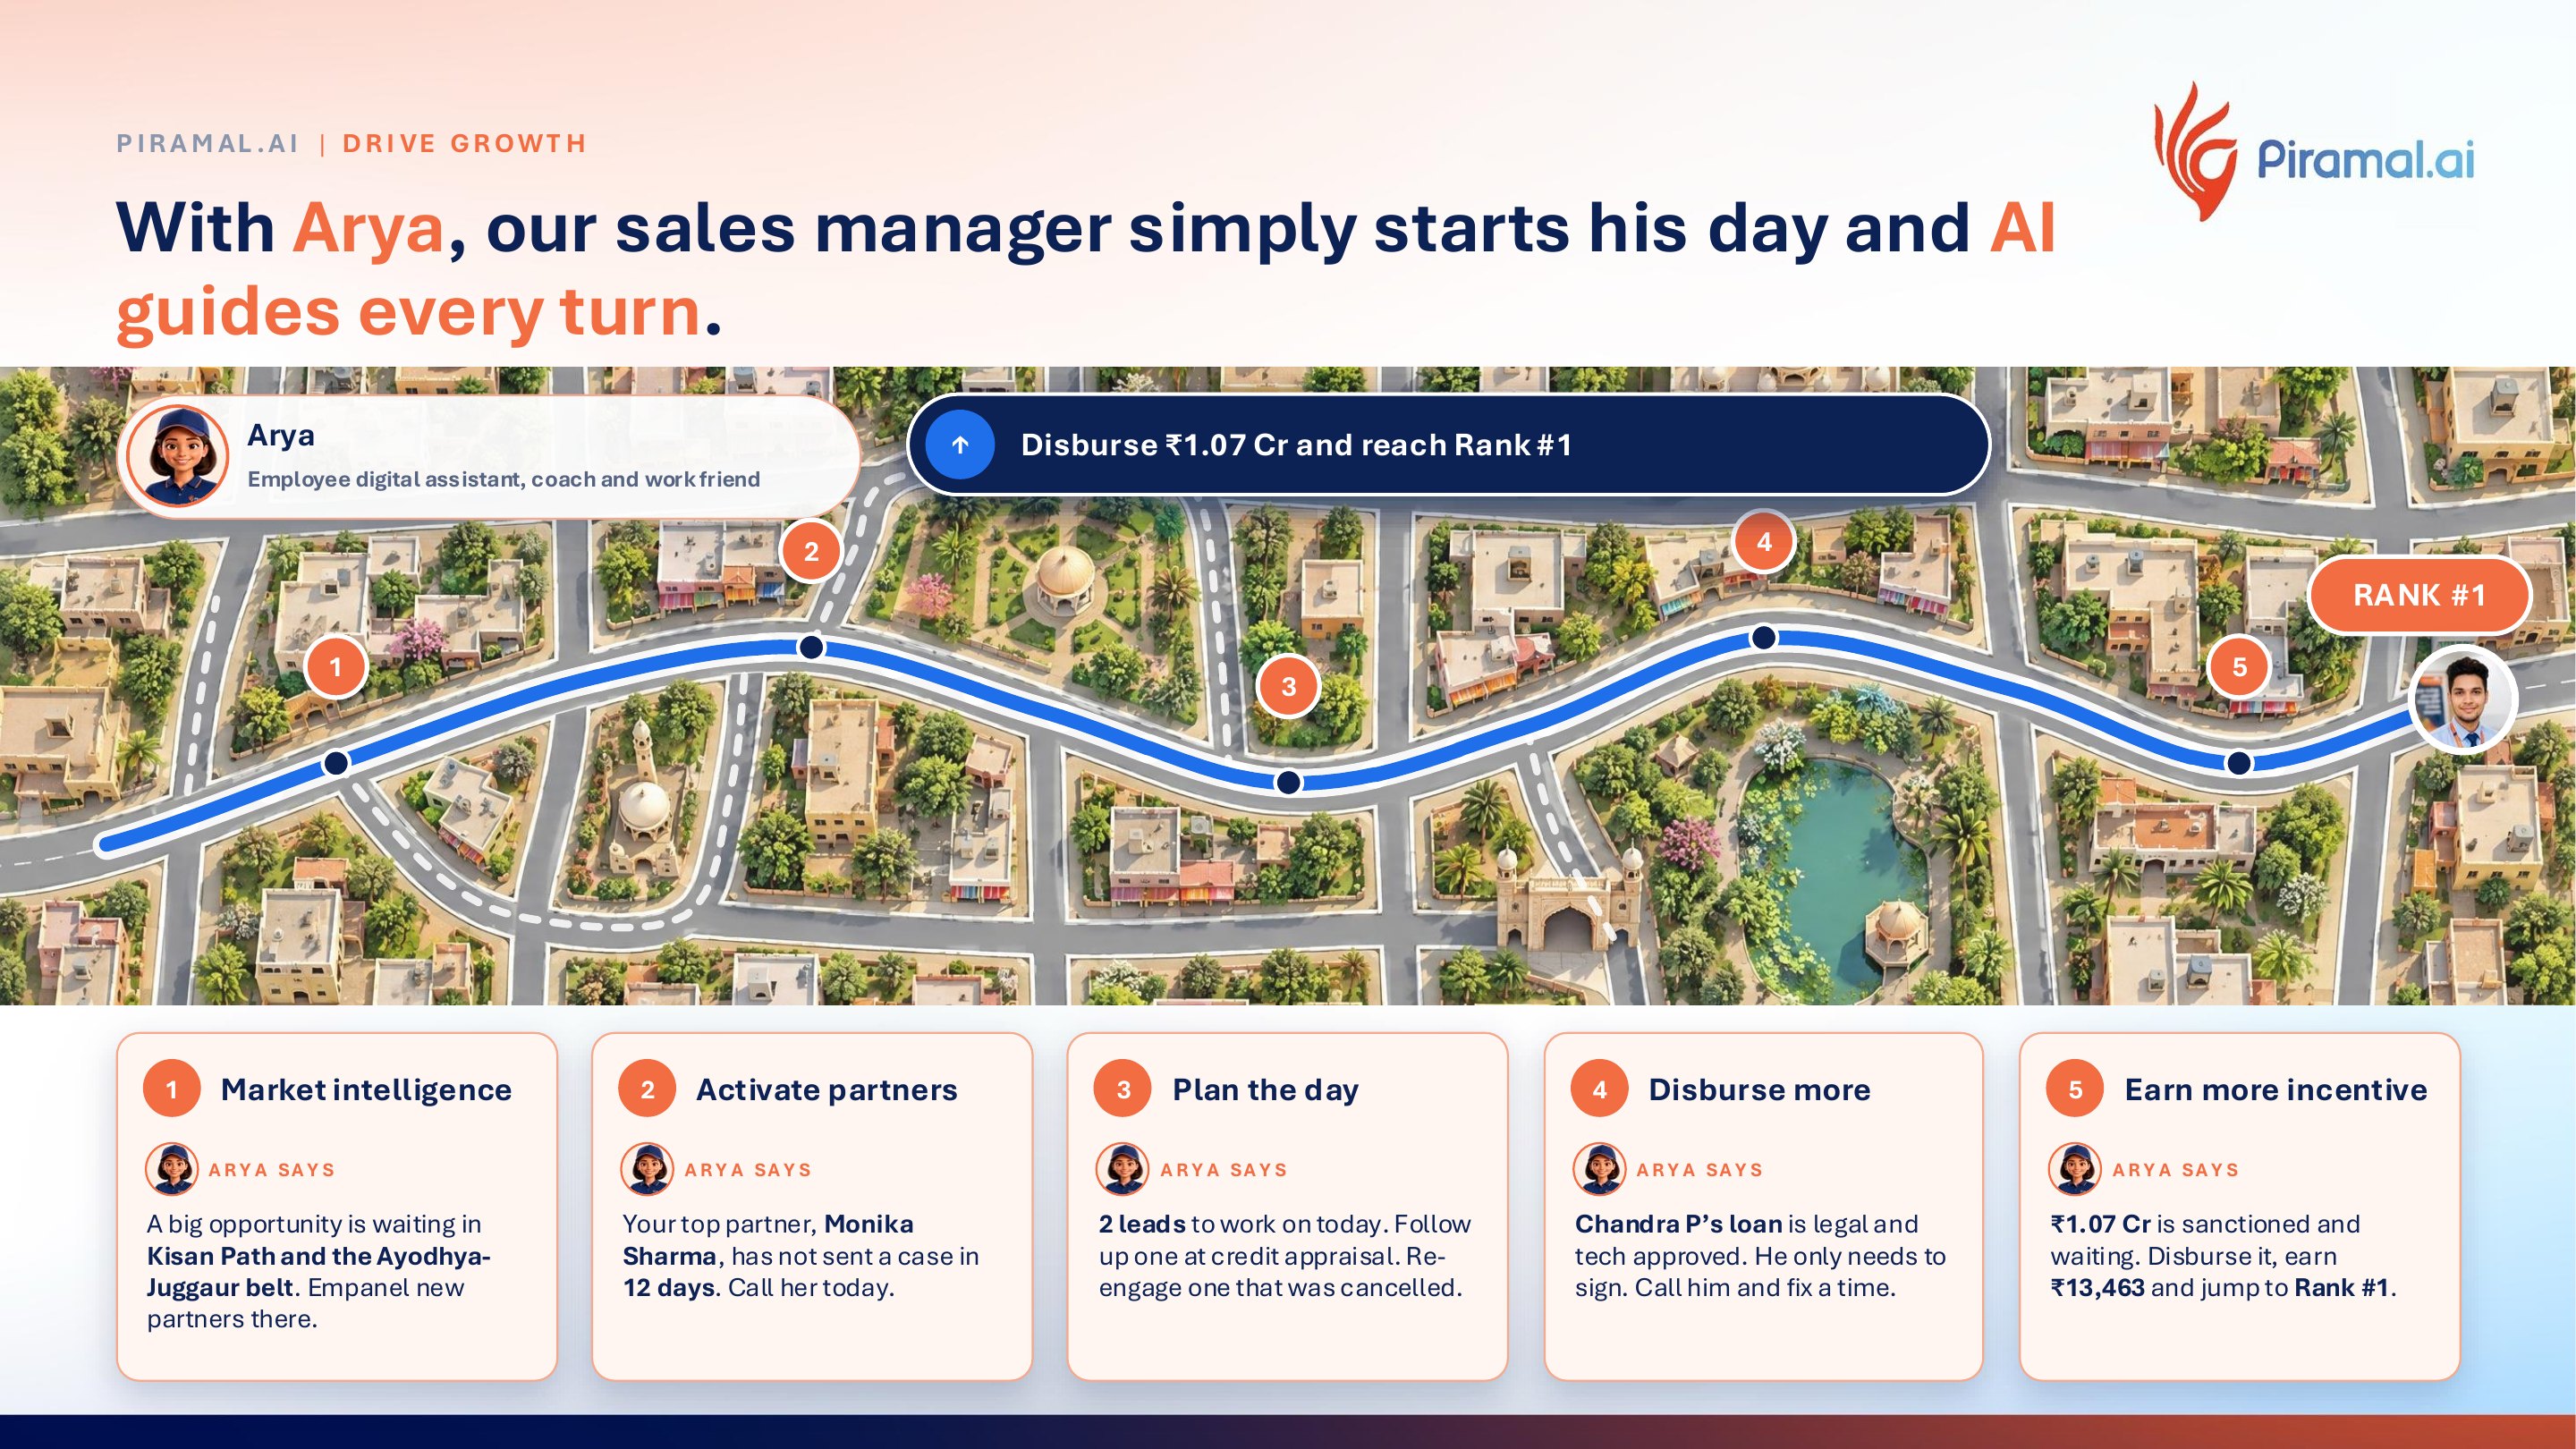 PIRAMAL.AI | DRIVE GROWTH
Piramal.ai
With Arya, our sales manager simply starts his day and AI
guides every turn.
Arya
Employee digital assistant, coach and work friend
Disburse ₹1.07 Cr and reach Rank #1
2
4
RANK #1
1
3
5
1 Market intelligence
ARYA SAYS
A big opportunity is waiting in
Kisan Path and the Ayodhya-
Juggaur belt. Empanel new
partners there.
2 Activate partners
ARYA SAYS
Your top partner, Monika
Sharma, has not sent a case in
12 days. Call her today.
3 Plan the day
ARYA SAYS
2 leads to work on today. Follow
up one at credit appraisal. Re-
engage one that was cancelled.
4 Disburse more
ARYA SAYS
Chandra P’s loan is legal and
tech approved. He only needs to
sign. Call him and fix a time.
5 Earn more incentive
ARYA SAYS
₹1.07 Cr is sanctioned and
waiting. Disburse it, earn
₹13,463 and jump to Rank #1.